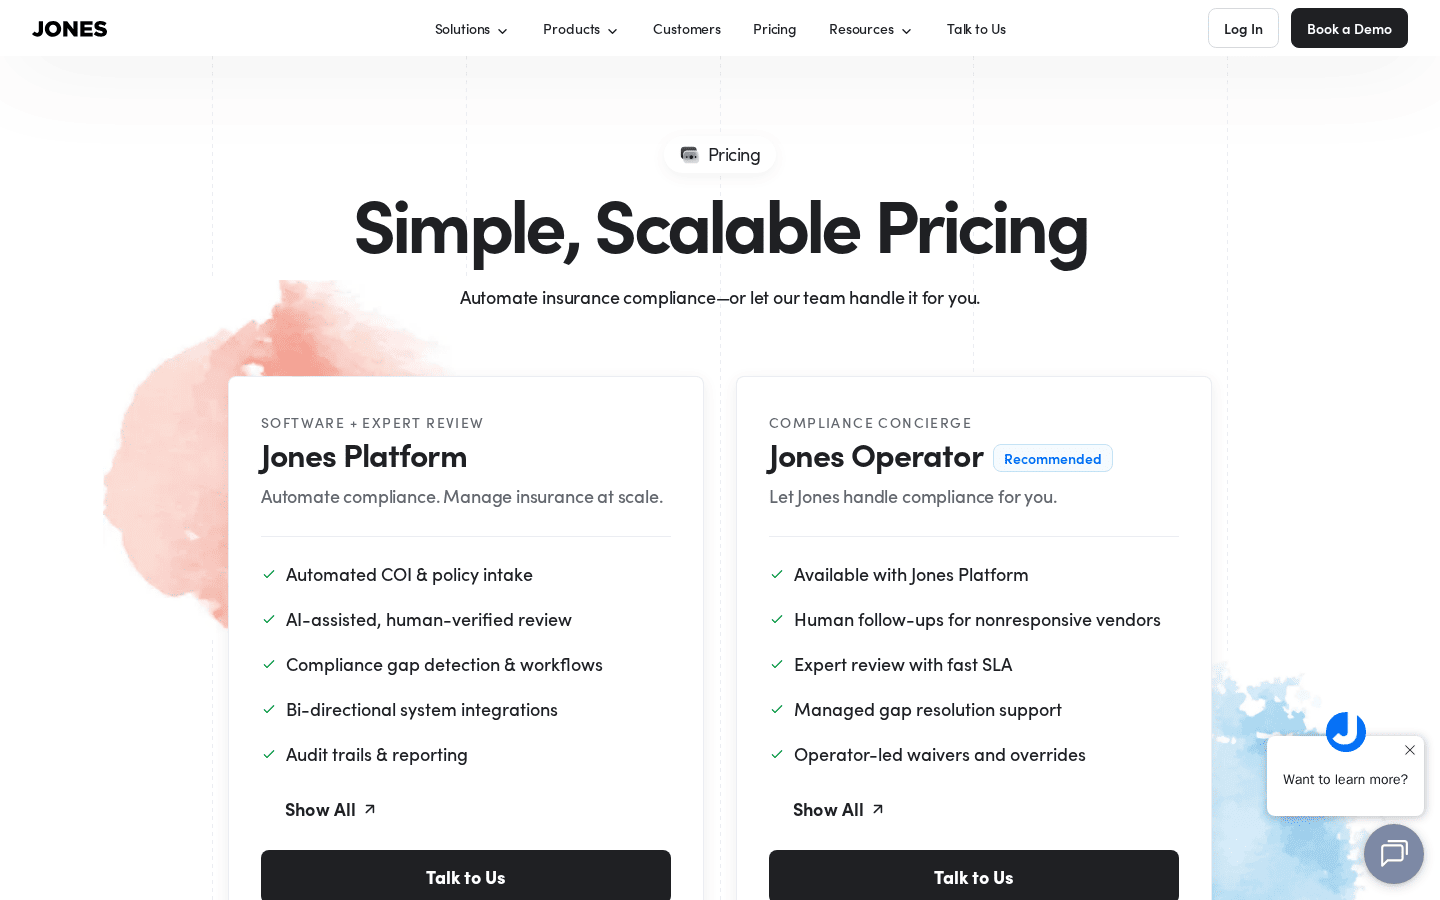 JONES
Solutions
Products
Customers
Pricing
Resources
Talk to Us
Log In
Book a Demo
Pricing
Simple, Scalable Pricing
Automate insurance compliance—or let our team handle it for you.
SOFTWARE + EXPERT REVIEW
Jones Platform
Automate compliance. Manage insurance at scale.
Automated COI & policy intake
AI-assisted, human-verified review
Compliance gap detection & workflows
Bi-directional system integrations
Audit trails & reporting
Show All
Talk to Us
COMPLIANCE CONCIERGE
Jones Operator
Recommended
Let Jones handle compliance for you.
Available with Jones Platform
Human follow-ups for nonresponsive vendors
Expert review with fast SLA
Managed gap resolution support
Operator-led waivers and overrides
Show All
Talk to Us
Want to learn more?